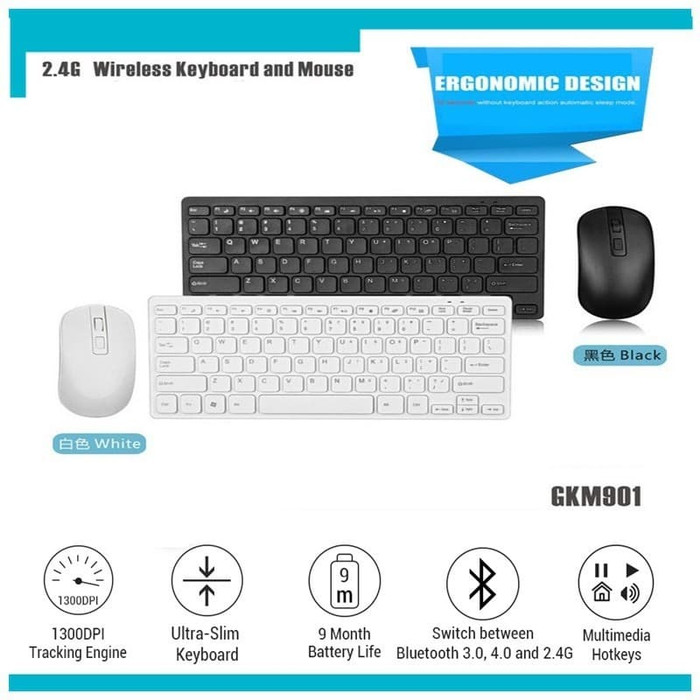 2.4G Wireless Keyboard and Mouse
ERGONOMIC DESIGN
without keyboard action automatic sleep mode.
黑色 Black
白色 White
GKM901
9
m
1300DPI
1300DPI
Tracking Engine
Ultra-Slim
Keyboard
9 Month
Battery Life
Switch between
Bluetooth 3.0, 4.0 and 2.4G
Multimedia
Hotkeys